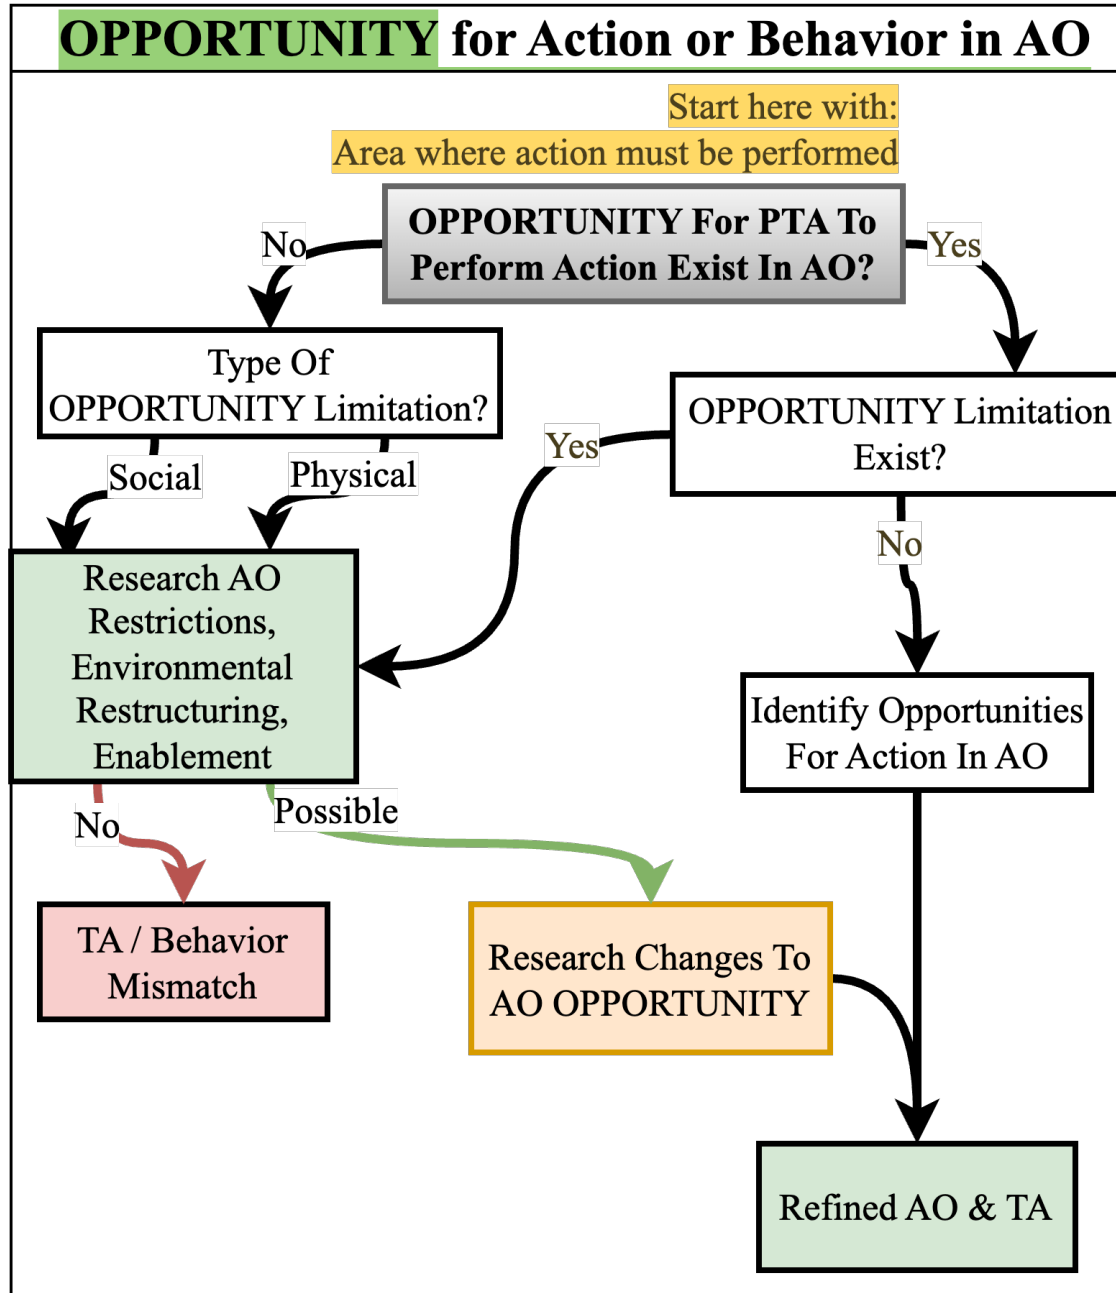 OPPORTUNITY for Action or Behavior in AO
Start here with:
Area where action must be performed
OPPORTUNITY For PTA To
Perform Action Exist In AO?
No
Yes
Type Of
OPPORTUNITY Limitation?
OPPORTUNITY Limitation
Exist?
Social
Physical
Yes
No
Research AO
Restrictions,
Environmental
Restructuring,
Enablement
Identify Opportunities
For Action In AO
No
Possible
TA / Behavior
Mismatch
Research Changes To
AO OPPORTUNITY
Refined AO & TA